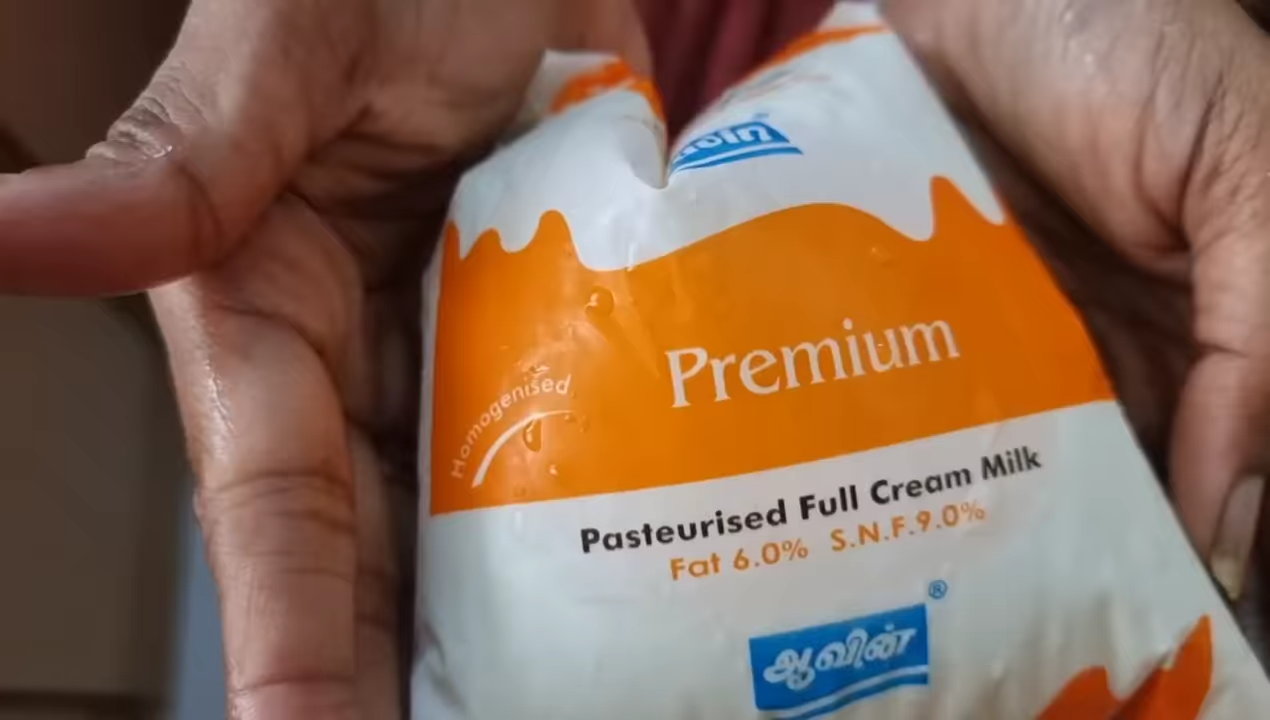 Premium
Homogenised
Pasteurised Full Cream Milk
Fat 6.0% S.N.F.9.0%
ஆவின்®